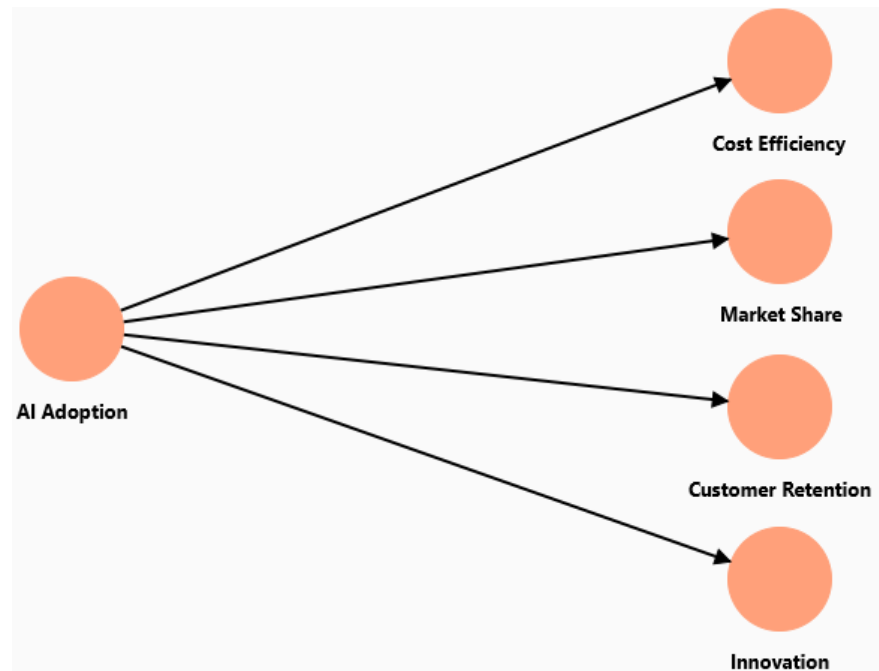 Cost Efficiency
Market Share
AI Adoption
Customer Retention
Innovation